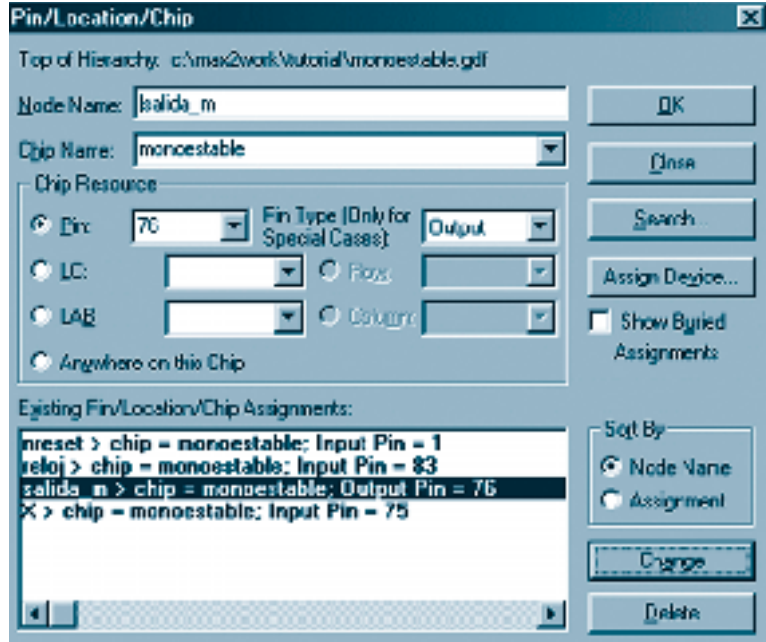 Pin/Location/Chip
Top of Hierarchy: c:\max2work\tutorial\monoestable.gdf
Node Name: salida_m
OK
Chip Name: monoestable
Close
Chip Resource
Pin: 76
Pin Type (Only for Special Cases): Output
Search...
LC:
Row:
Assign Device...
LAB
Column:
Show Buried Assignments
Anywhere on this Chip
Existing Pin/Location/Chip Assignments:
nreset > chip = monoestable; Input Pin = 1
reloj > chip = monoestable; Input Pin = 83
salida_m > chip = monoestable; Output Pin = 76
X > chip = monoestable; Input Pin = 75
Sort By
Node Name
Assignment
Change
Delete